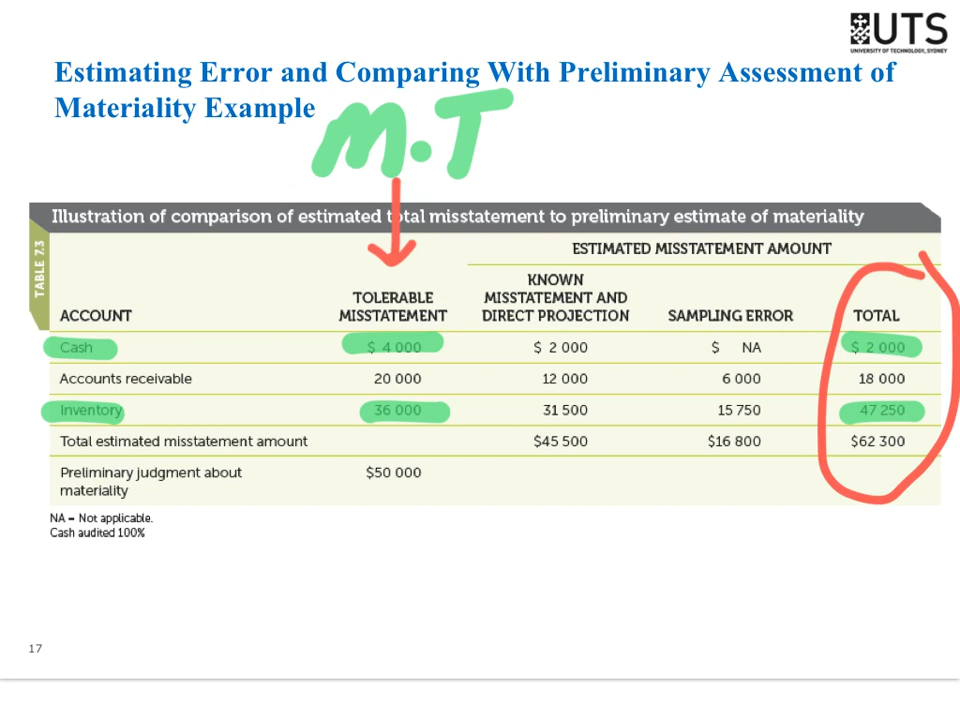 UTS
UNIVERSITY OF TECHNOLOGY, SYDNEY
Estimating Error and Comparing With Preliminary Assessment of
Materiality Example
M.T
Illustration of comparison of estimated total misstatement to preliminary estimate of materiality
TABLE 7.3
ESTIMATED MISSTATEMENT AMOUNT
ACCOUNT TOLERABLE MISSTATEMENT KNOWN MISSTATEMENT AND DIRECT PROJECTION SAMPLING ERROR TOTAL
Cash $ 4 000 $ 2 000 $ NA $ 2 000
Accounts receivable 20 000 12 000 6 000 18 000
Inventory 36 000 31 500 15 750 47 250
Total estimated misstatement amount $45 500 $16 800 $62 300
Preliminary judgment about materiality $50 000
NA = Not applicable.
Cash audited 100%
17